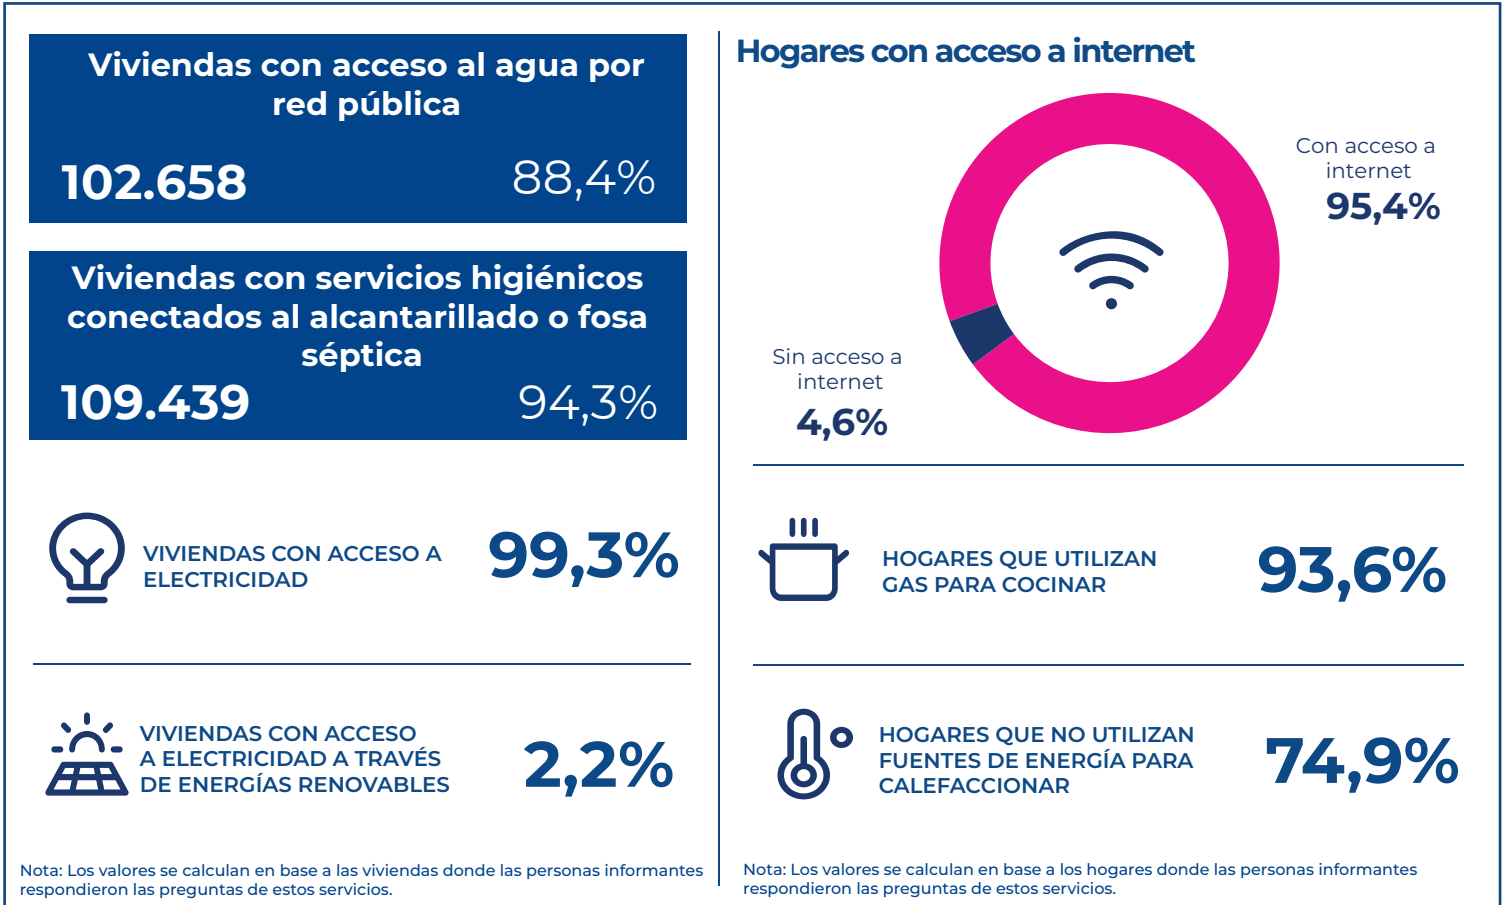 Viviendas con acceso al agua por
red pública
102.658
88,4%
Viviendas con servicios higiénicos
conectados al alcantarillado o fosa
séptica
109.439
94,3%
VIVIENDAS CON ACCESO A
ELECTRICIDAD
99,3%
VIVIENDAS CON ACCESO
A ELECTRICIDAD A TRAVÉS
DE ENERGÍAS RENOVABLES
2,2%
Nota: Los valores se calculan en base a las viviendas donde las personas informantes
respondieron las preguntas de estos servicios.
Hogares con acceso a internet
Con acceso a
internet
95,4%
Sin acceso a
internet
4,6%
HOGARES QUE UTILIZAN
GAS PARA COCINAR
93,6%
HOGARES QUE NO UTILIZAN
FUENTES DE ENERGÍA PARA
CALEFACCIONAR
74,9%
Nota: Los valores se calculan en base a los hogares donde las personas informantes
respondieron las preguntas de estos servicios.